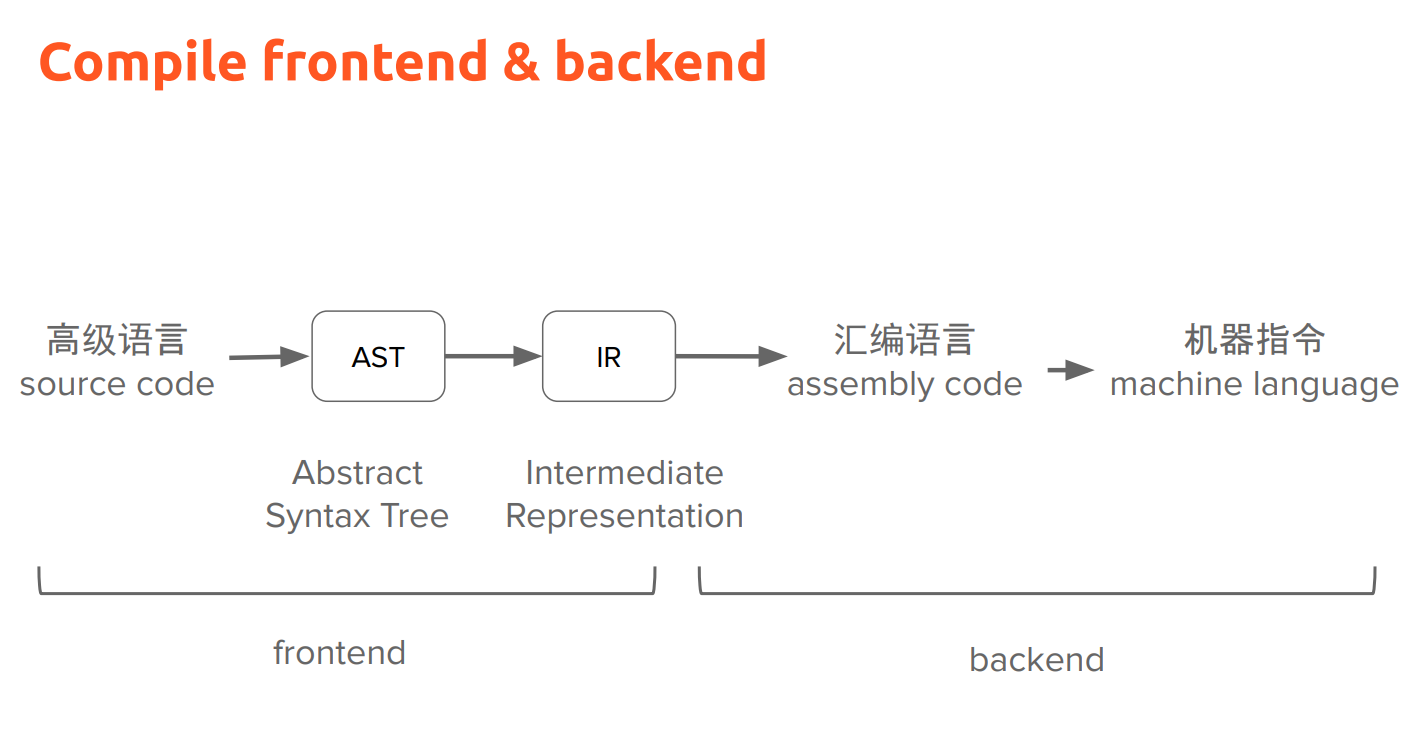 Compile frontend & backend
高级语言
source code
AST
IR
汇编语言
assembly code
机器指令
machine language
Abstract
Syntax Tree
Intermediate
Representation
frontend
backend